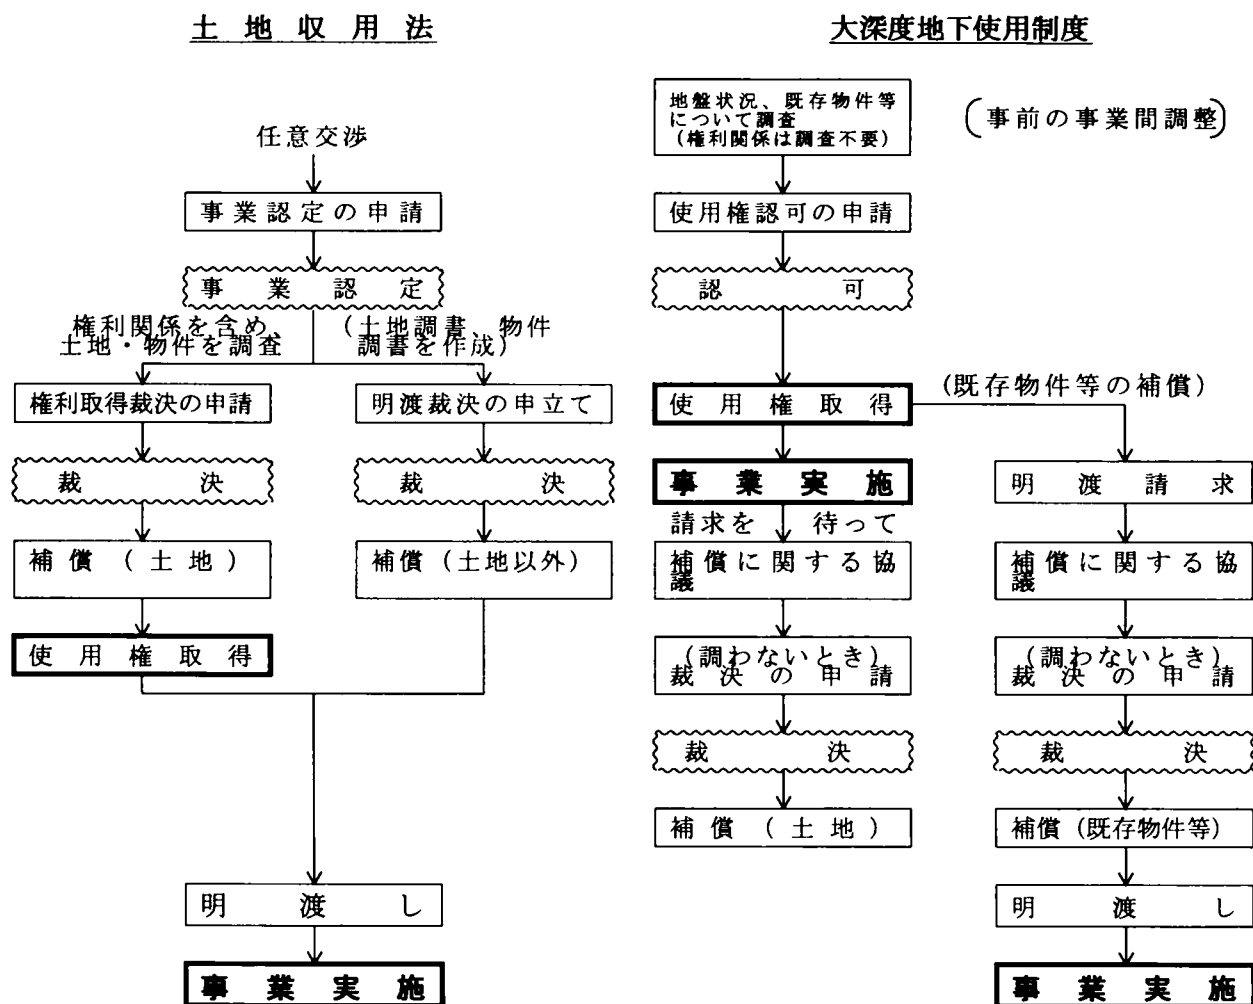 土地収用法
任意交渉
事業認定の申請
事業認定
権利関係を含め、
土地・物件を調査
(土地調書、物件
調書を作成)
権利取得裁決の申請
明渡裁決の申立て
裁決
裁決
補償(土地)
補償(土地以外)
使用権取得
明渡し
事業実施
大深度地下使用制度
地盤状況、既存物件等
について調査
(権利関係は調査不要)
(事前の事業間調整)
使用権認可の申請
認可
使用権取得
(既存物件等の補償)
事業実施
請求を待って
補償に関する協
議
(調わないとき)
裁決の申請
裁決
補償(土地)
明渡請求
補償に関する協
議
(調わないとき)
裁決の申請
裁決
補償(既存物件等)
明渡し
事業実施